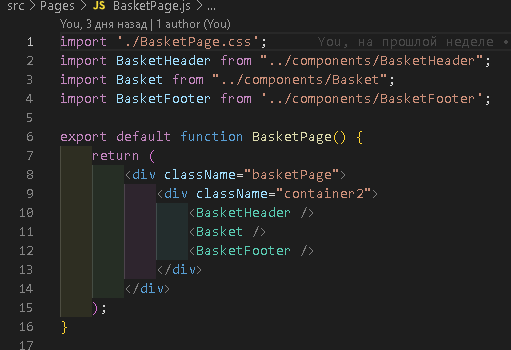 src > Pages > JS BasketPage.js > ...
You, 3 дня назад | 1 author (You)
1 import './BasketPage.css'; You, на прошлой неделе •
2 import BasketHeader from "../components/BasketHeader";
3 import Basket from "../components/Basket";
4 import BasketFooter from '../components/BasketFooter';
5
6 export default function BasketPage() {
7     return (
8         <div className="basketPage">
9             <div className="container2">
10                 <BasketHeader />
11                 <Basket />
12                 <BasketFooter />
13             </div>
14         </div>
15     );
16 }
17